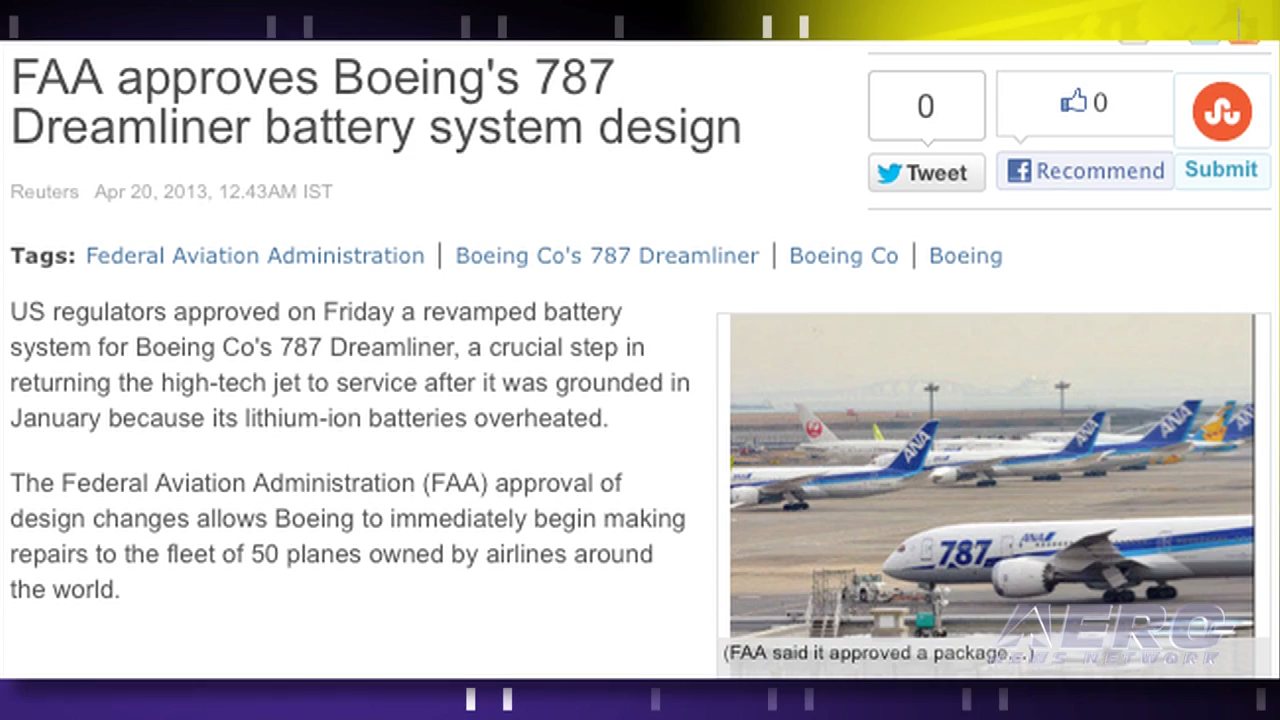 FAA approves Boeing's 787
Dreamliner battery system design
0
0
Tweet
Recommend
Submit
Reuters Apr 20, 2013, 12.43AM IST
Tags: Federal Aviation Administration | Boeing Co's 787 Dreamliner | Boeing Co | Boeing
US regulators approved on Friday a revamped battery
system for Boeing Co's 787 Dreamliner, a crucial step in
returning the high-tech jet to service after it was grounded in
January because its lithium-ion batteries overheated.
The Federal Aviation Administration (FAA) approval of
design changes allows Boeing to immediately begin making
repairs to the fleet of 50 planes owned by airlines around
the world.
ANA
ANA
ANA
ANA
787
ANA
(FAA said it approved a package...)
AERO
NEWS NETWORK